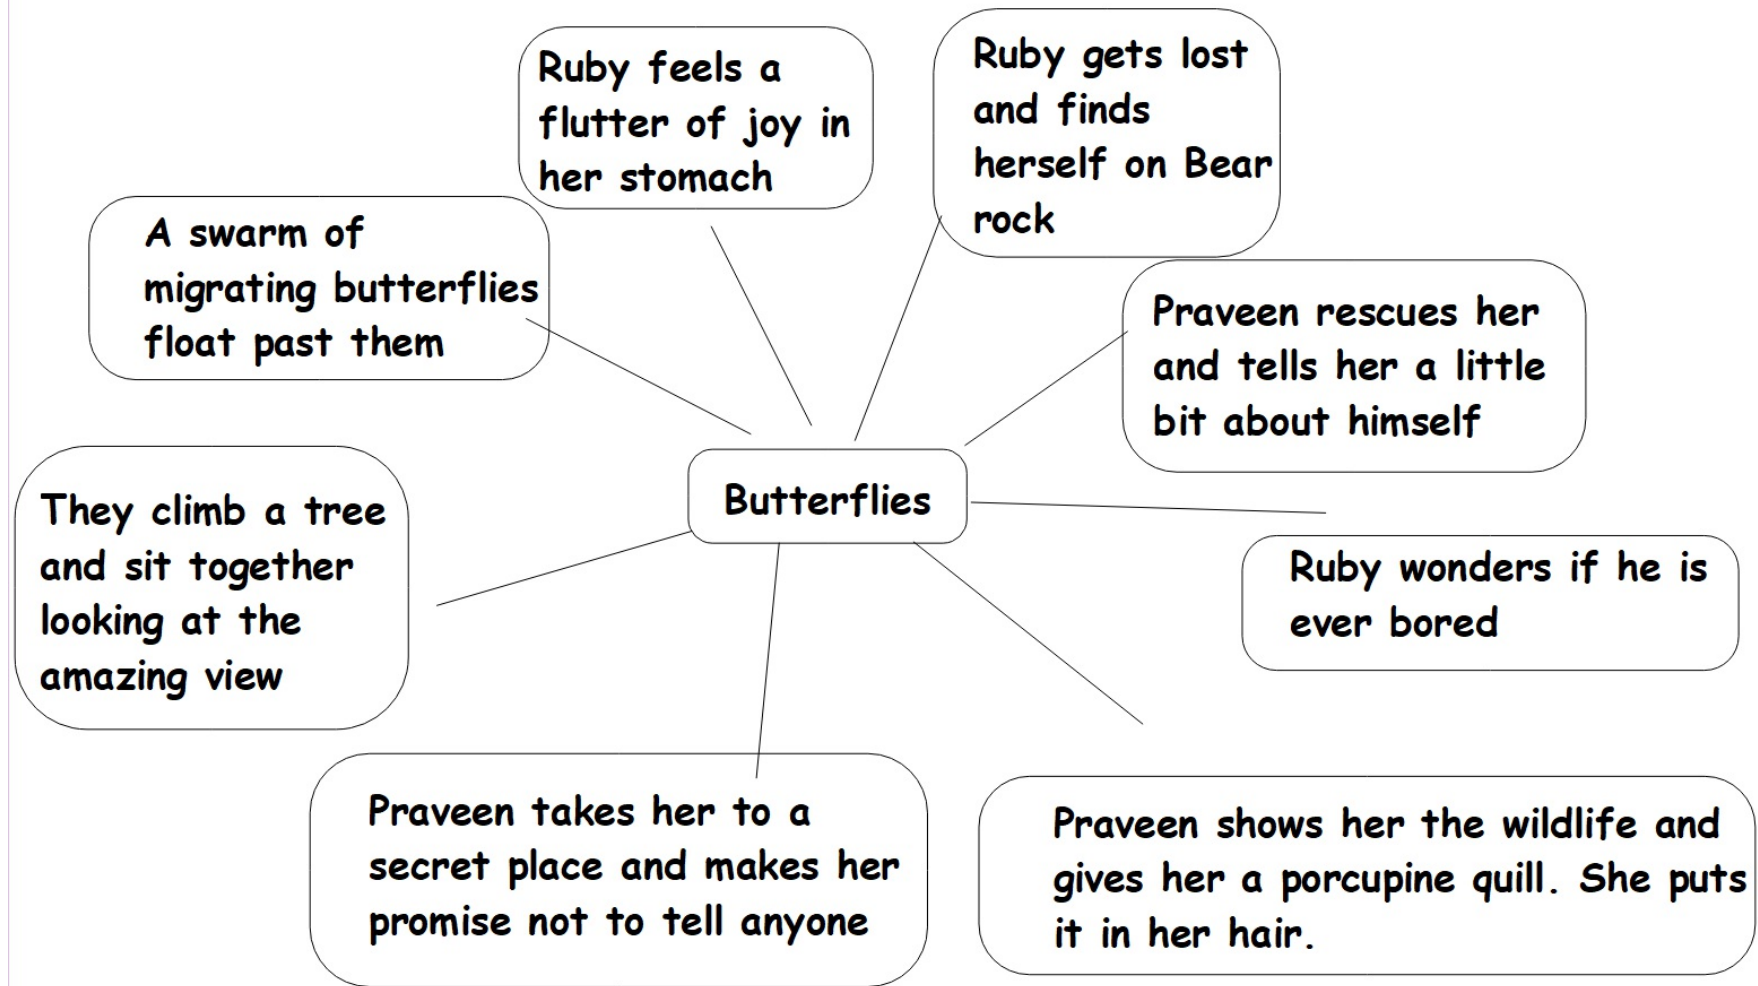 Ruby feels a
flutter of joy in
her stomach
Ruby gets lost
and finds
herself on Bear
rock
A swarm of
migrating butterflies
float past them
Praveen rescues her
and tells her a little
bit about himself
Butterflies
They climb a tree
and sit together
looking at the
amazing view
Ruby wonders if he is
ever bored
Praveen takes her to a
secret place and makes her
promise not to tell anyone
Praveen shows her the wildlife and
gives her a porcupine quill. She puts
it in her hair.